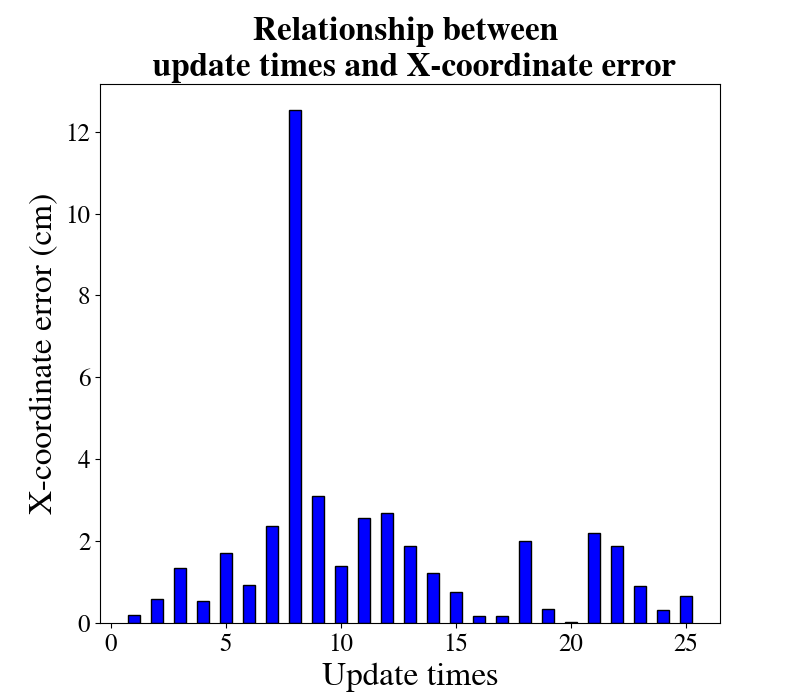 Relationship between
update times and X-coordinate error
12
10
8
6
4
2
0
X-coordinate error (cm)
0 5 10 15 20 25
Update times